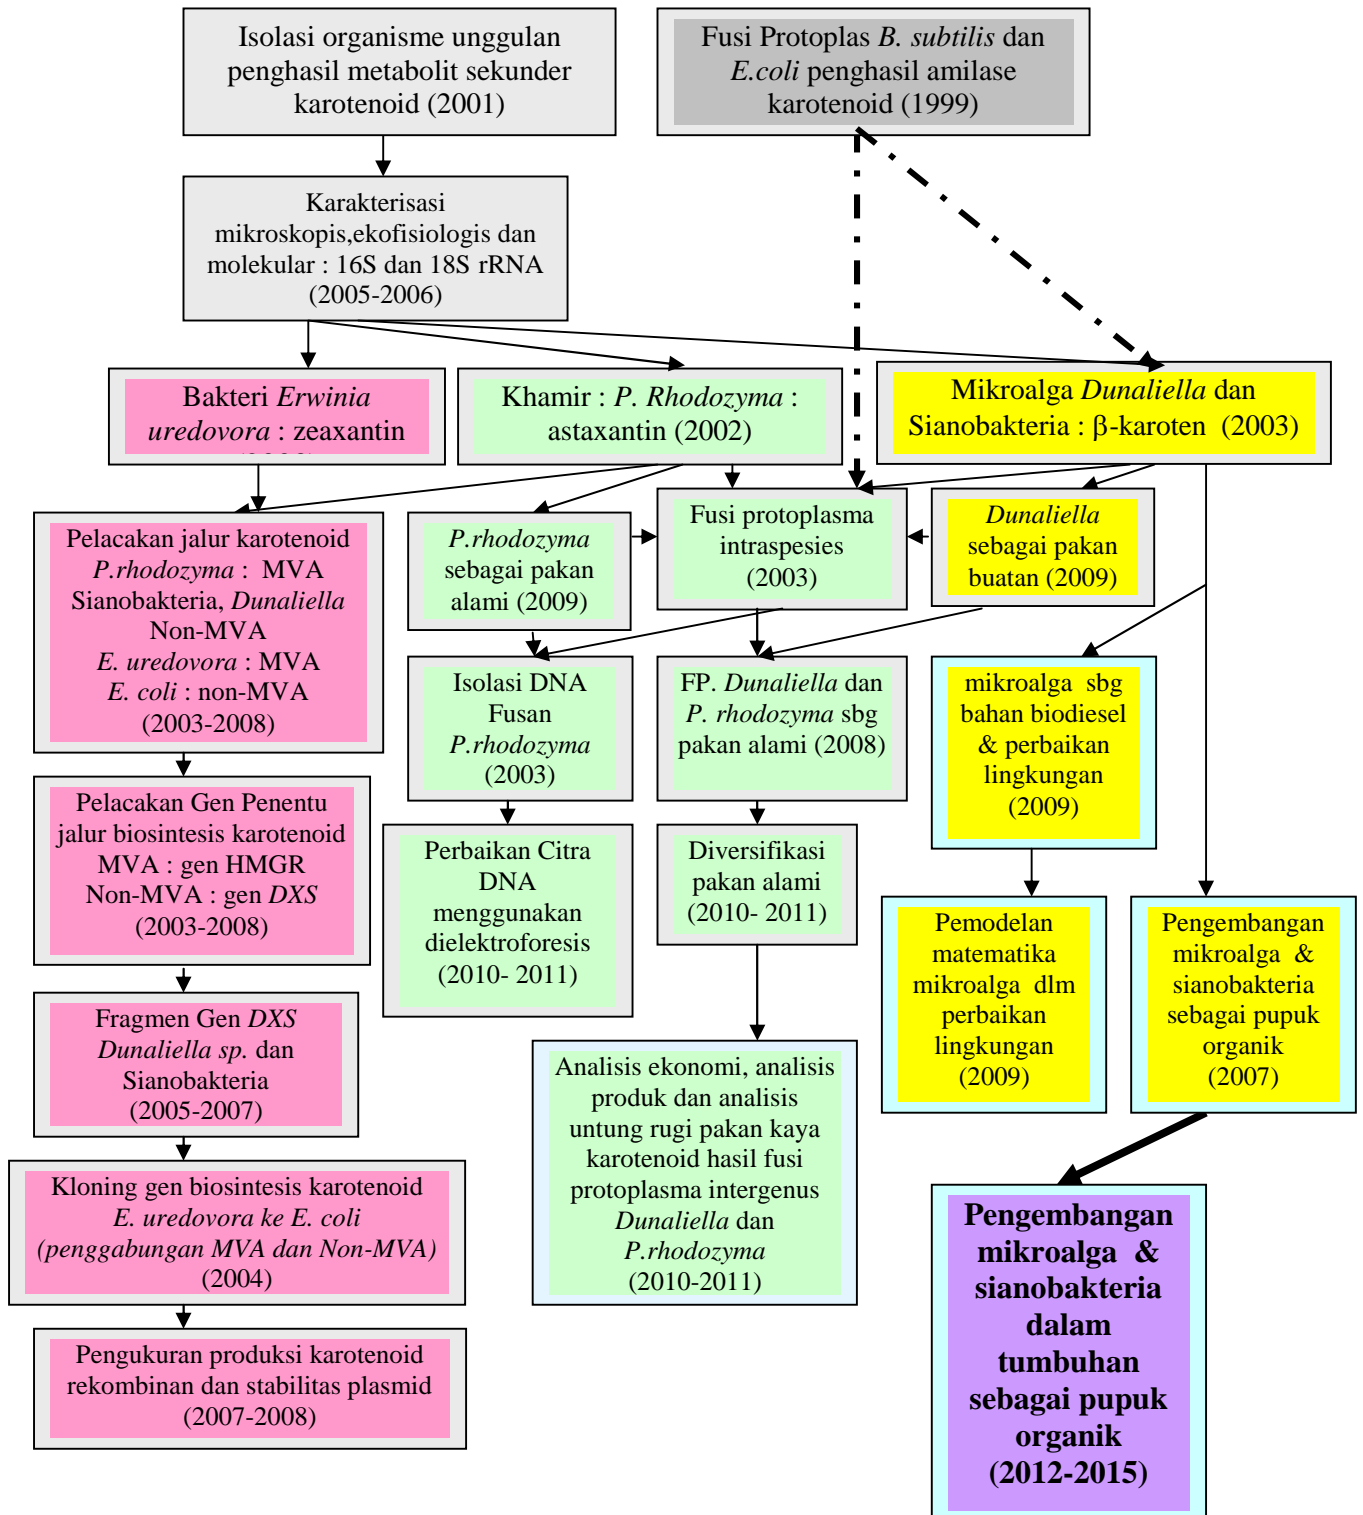 Isolasi organisme unggulan
penghasil metabolit sekunder
karotenoid (2001)
Fusi Protoplas B. subtilis dan
E.coli penghasil amilase
karotenoid (1999)
Karakterisasi
mikroskopis,ekofisiologis dan
molekular : 16S dan 18S rRNA
(2005-2006)
Bakteri Erwinia
uredovora : zeaxantin
Khamir : P. Rhodozyma :
astaxantin (2002)
Mikroalga Dunaliella dan
Sianobakteria : β-karoten (2003)
Pelacakan jalur karotenoid
P.rhodozyma : MVA
Sianobakteria, Dunaliella
Non-MVA
E. uredovora : MVA
E. coli : non-MVA
(2003-2008)
P.rhodozyma
sebagai pakan
alami (2009)
Fusi protoplasma
intraspesies
(2003)
Dunaliella
sebagai pakan
buatan (2009)
Isolasi DNA
Fusan
P.rhodozyma
(2003)
FP. Dunaliella dan
P. rhodozyma sbg
pakan alami (2008)
mikroalga sbg
bahan biodiesel
& perbaikan
lingkungan
(2009)
Pelacakan Gen Penentu
jalur biosintesis karotenoid
MVA : gen HMGR
Non-MVA : gen DXS
(2003-2008)
Perbaikan Citra
DNA
menggunakan
dielektroforesis
(2010- 2011)
Diversifikasi
pakan alami
(2010- 2011)
Pemodelan
matematika
mikroalga dlm
perbaikan
lingkungan
(2009)
Pengembangan
mikroalga &
sianobakteria
sebagai pupuk
organik
(2007)
Fragmen Gen DXS
Dunaliella sp. dan
Sianobakteria
(2005-2007)
Analisis ekonomi, analisis
produk dan analisis
untung rugi pakan kaya
karotenoid hasil fusi
protoplasma intergenus
Dunaliella dan
P.rhodozyma
(2010-2011)
Kloning gen biosintesis karotenoid
E. uredovora ke E. coli
(penggabungan MVA dan Non-MVA)
(2004)
Pengembangan
mikroalga &
sianobakteria
dalam
tumbuhan
sebagai pupuk
organik
(2012-2015)
Pengukuran produksi karotenoid
rekombinan dan stabilitas plasmid
(2007-2008)